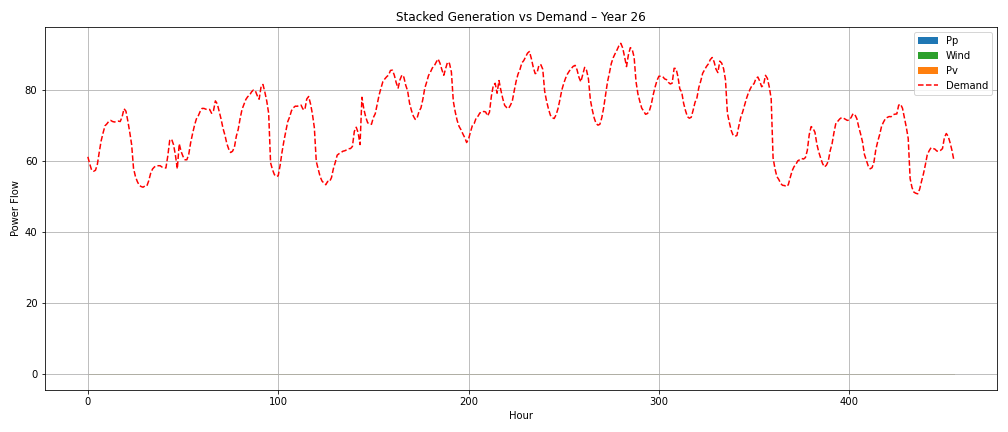 Stacked Generation vs Demand – Year 26
Pp
Wind
Pv
Demand
Power Flow
80
60
40
20
0
0 100 200 300 400
Hour